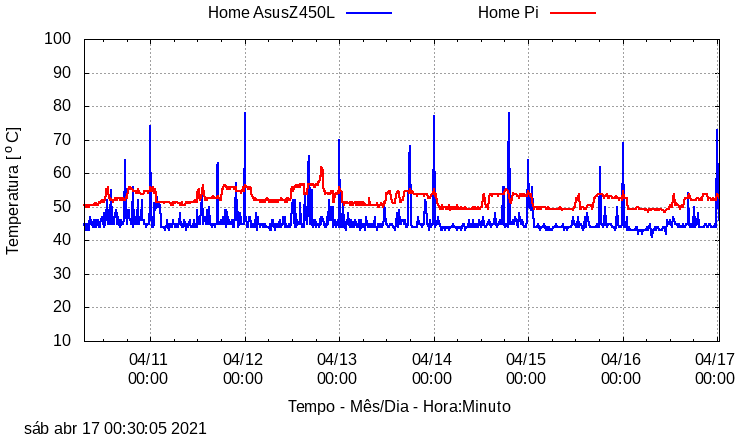 Home AsusZ450L Home Pi
100
90
80
70
60
50
40
30
20
10
Temperatura [ º C]
04/11 04/12 04/13 04/14 04/15 04/16 04/17
00:00 00:00 00:00 00:00 00:00 00:00 00:00
Tempo - Mês/Dia - Hora:Minuto
sáb abr 17 00:30:05 2021